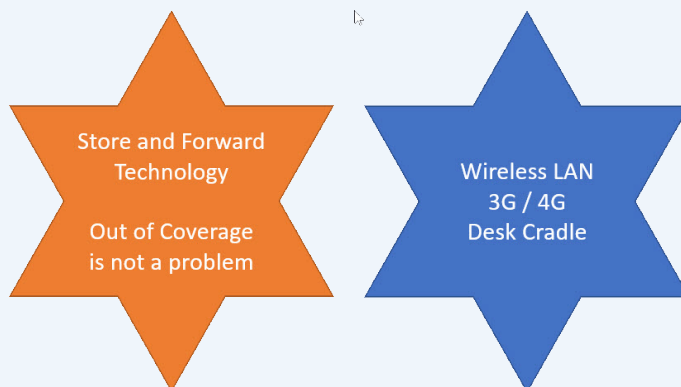 Store and Forward
Technology
Out of Coverage
is not a problem
Wireless LAN
3G / 4G
Desk Cradle